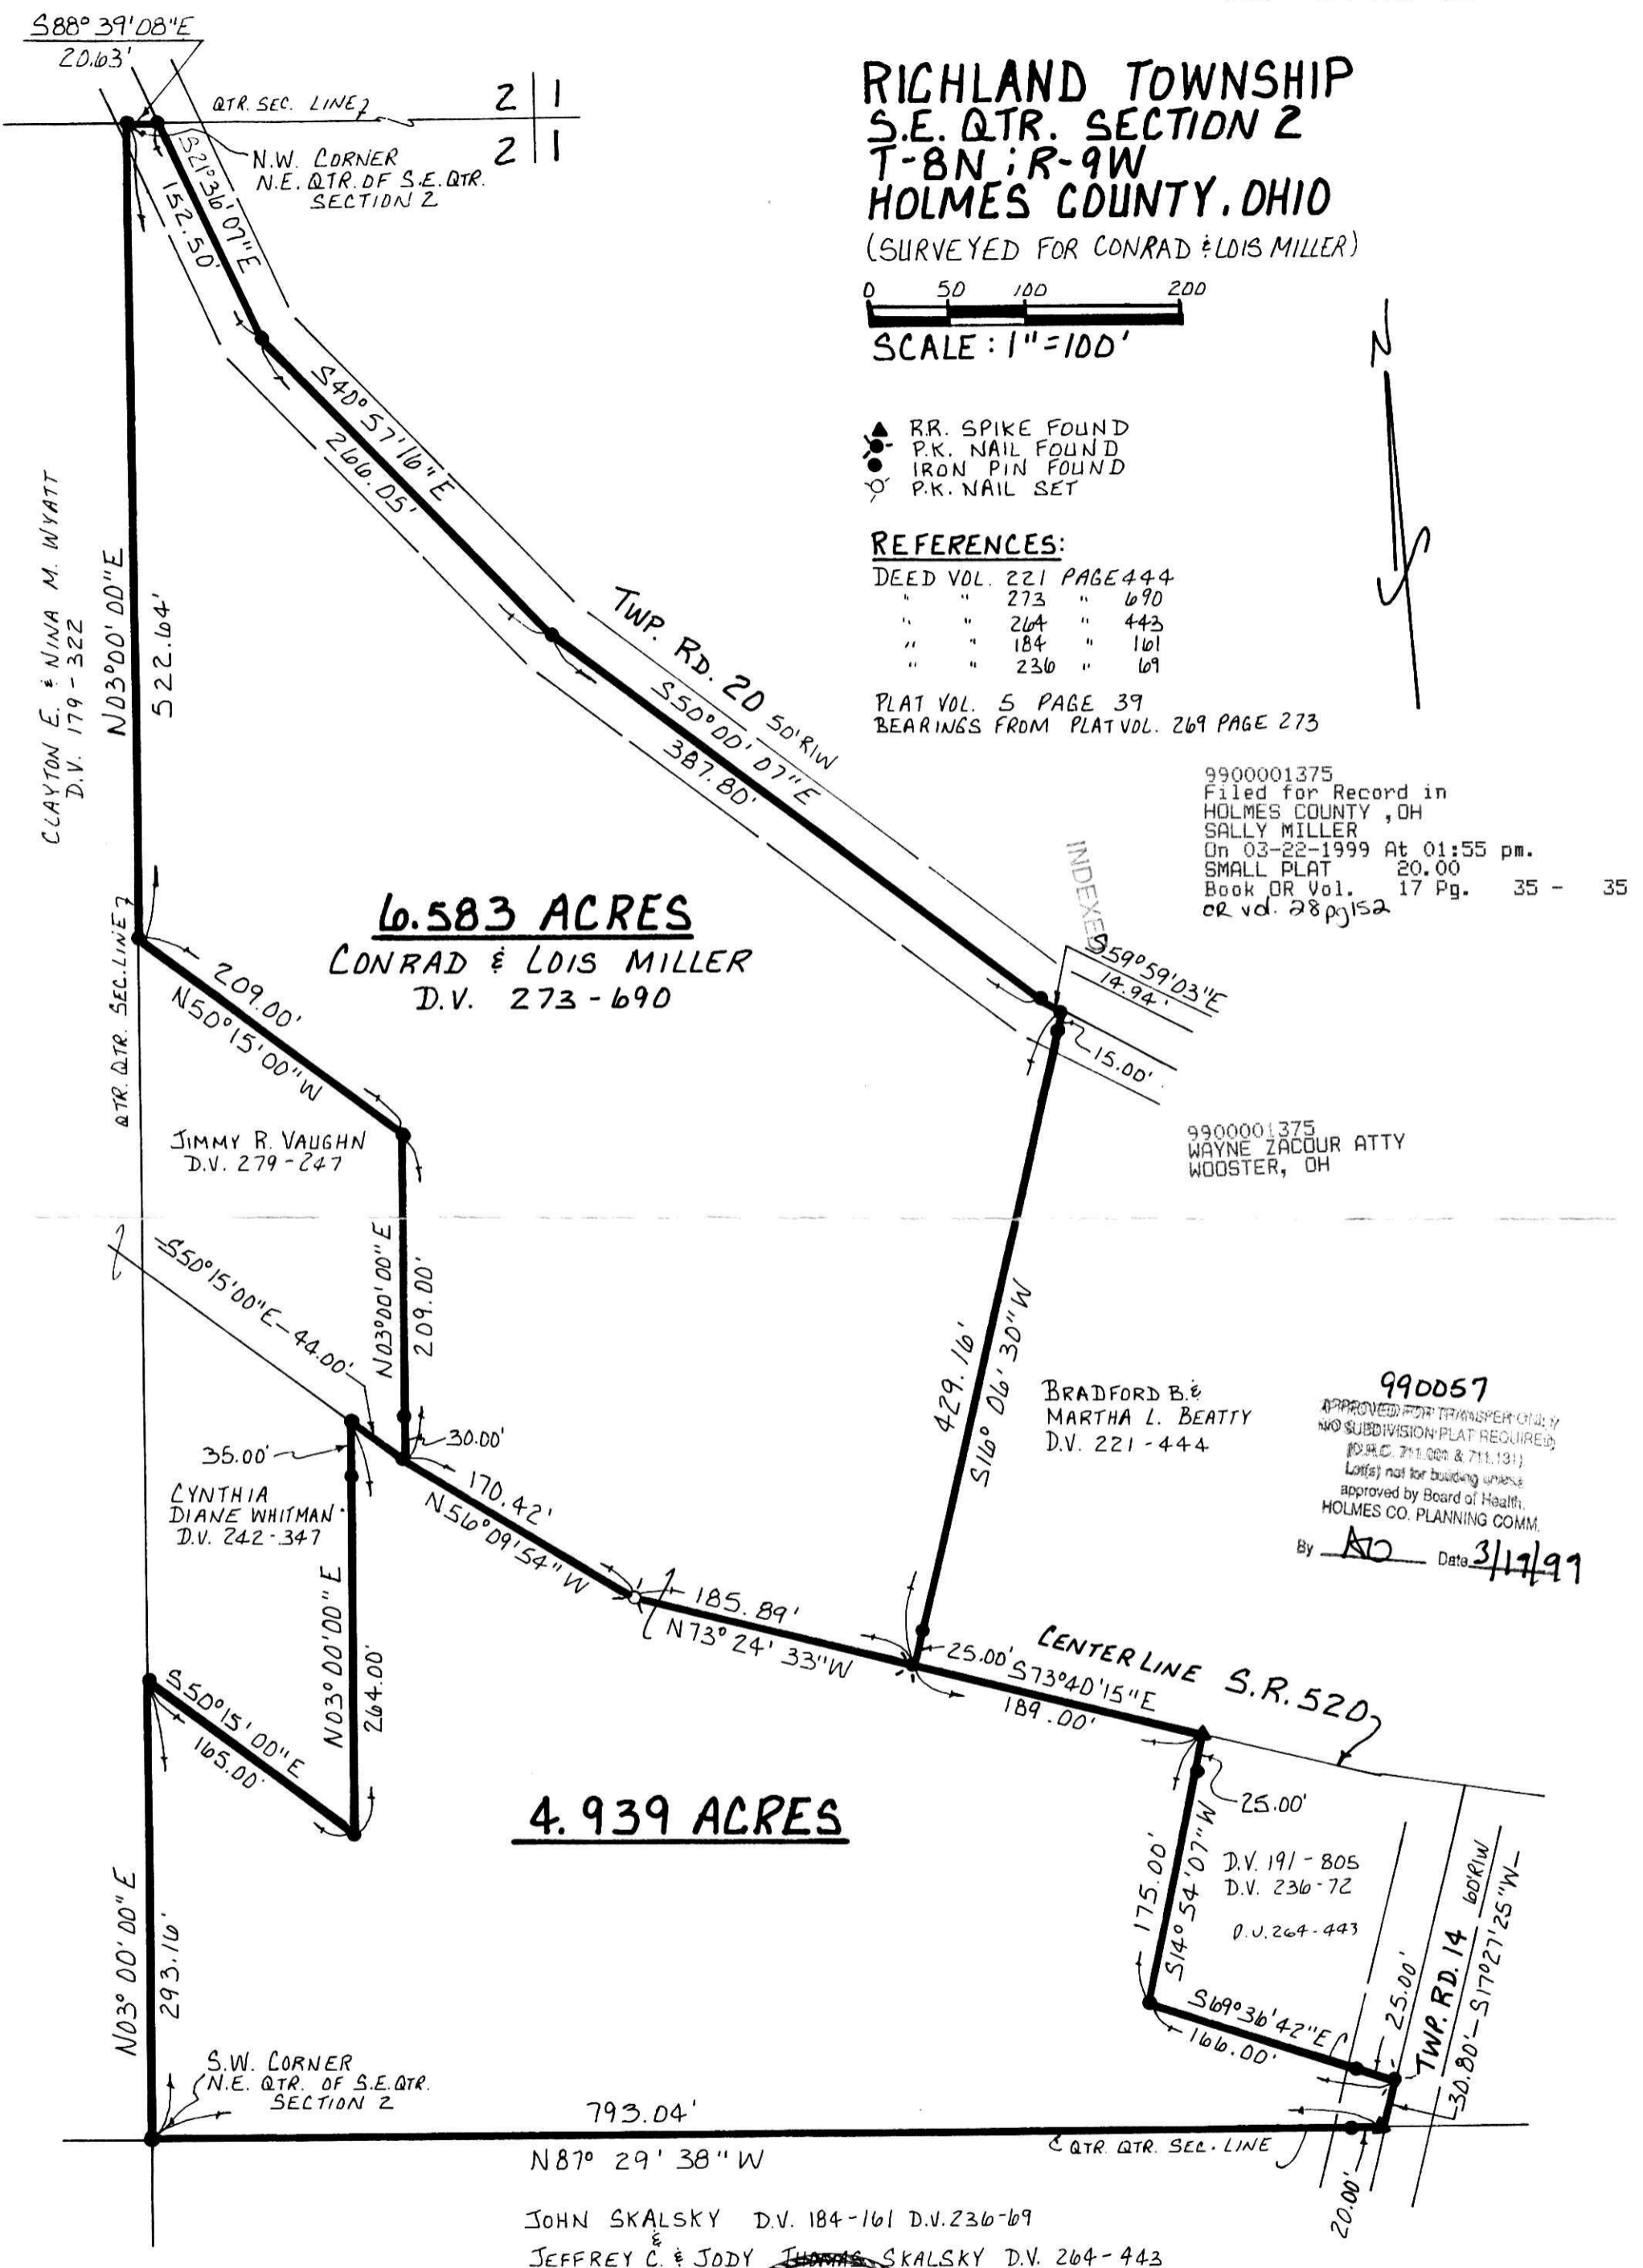 S88°39'08"E
20.63'
QTR. SEC. LINE
2 | 1
2 | 1
N.W. CORNER
N.E. QTR. OF S.E. QTR.
SECTION 2
S21°36'07"E
152.50'
RICHLAND TOWNSHIP
S.E. QTR. SECTION 2
T-8N ; R-9W
HOLMES COUNTY, OHIO
(SURVEYED FOR CONRAD & LOIS MILLER)
0 50 100 200
SCALE: 1"=100'
N
R.R. SPIKE FOUND
P.K. NAIL FOUND
IRON PIN FOUND
P.K. NAIL SET
REFERENCES:
DEED VOL. 221 PAGE 444
" " 273 " 690
" " 264 " 443
" " 184 " 161
" " 236 " 69
PLAT VOL. 5 PAGE 39
BEARINGS FROM PLAT VOL. 269 PAGE 273
9900001375
Filed for Record in
HOLMES COUNTY ,OH
SALLY MILLER
On 03-22-1999 At 01:55 pm.
SMALL PLAT 20.00
Book OR Vol. 17 Pg. 35 - 35
CR vol. 28 pg 152
S40°57'16"E
266.05'
CLAYTON E. & NINA M. WYATT
D.V. 179-322
N03°00'00"E
522.64'
TWP. RD. 20 50'R/W
S50°00'07"E
387.80'
INDEXED
S59°59'03"E
14.94'
15.00'
6.583 ACRES
CONRAD & LOIS MILLER
D.V. 273-690
QTR. QTR. SEC. LINE
209.00'
N50°15'00"W
JIMMY R. VAUGHN
D.V. 279-247
9900001375
WAYNE ZACOUR ATTY
WOOSTER, OH
S50°15'00"E-44.00'
N03°00'00"E
209.00'
30.00'
35.00'
CYNTHIA
DIANE WHITMAN
D.V. 242-347
170.42'
N56°09'54"W
429.16'
S16°06'30"W
BRADFORD B. &
MARTHA L. BEATTY
D.V. 221-444
990057
APPROVED FOR TRANSFER ONLY
NO SUBDIVISION PLAT REQUIRED
(O.R.C. 711.001 & 711.131)
Lot(s) not for building unless
approved by Board of Health.
HOLMES CO. PLANNING COMM.
By Date 3/19/99
185.89'
N73°24'33"W
25.00'
S73°40'15"E
189.00'
CENTERLINE S.R. 520
N03°00'00"E
264.00'
S50°15'00"E
165.00'
4.939 ACRES
25.00'
175.00'
S14°54'07"W
D.V. 191-805
D.V. 236-72
D.V. 264-443
S69°36'42"E
166.00'
25.00'
TWP. RD. 14 60'R/W
30.80'-S17°27'25"W-
N03°00'00"E
293.16'
S.W. CORNER
N.E. QTR. OF S.E. QTR.
SECTION 2
793.04'
N87°29'38"W
QTR. QTR. SEC. LINE
20.00'
JOHN SKALSKY D.V. 184-161 D.V. 236-69
&
JEFFREY C. & JODY SKALSKY D.V. 264-443